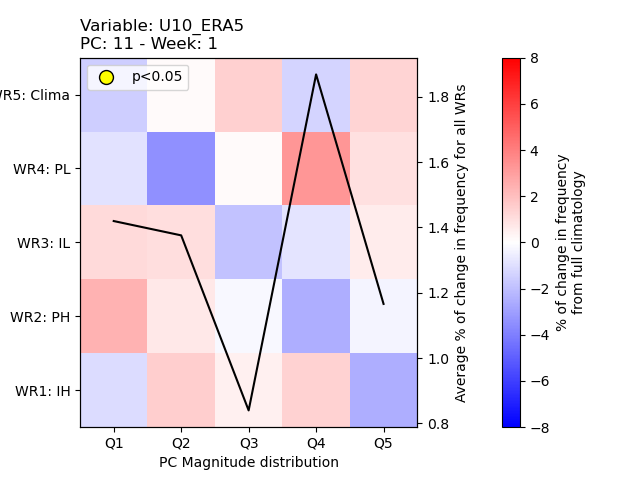 Variable: U10_ERA5
PC: 11 - Week: 1
p<0.05
WR5: Clima
WR4: PL
WR3: IL
WR2: PH
WR1: IH
Q1 Q2 Q3 Q4 Q5
PC Magnitude distribution
1.8
1.6
1.4
1.2
1.0
0.8
Average % of change in frequency for all WRs
8
6
4
2
0
−2
−4
−6
−8
% of change in frequency
from full climatology